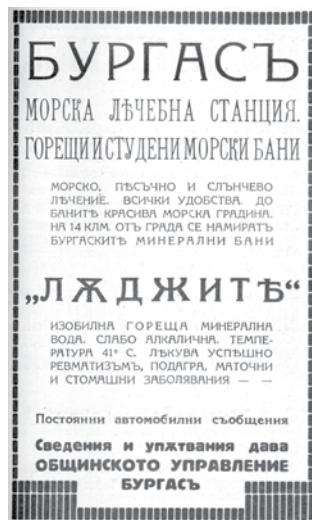 БУРГАСЪ
МОРСКА ЛѢЧЕБНА СТАНЦИЯ.
ГОРЕЩИ И СТУДЕНИ МОРСКИ БАНИ
МОРСКО, ПѢСЪЧНО И СЛЪНЧЕВО
ЛѢЧЕНИЕ. ВСИЧКИ УДОБСТВА. ДО
БАНИТѢ КРАСИВА МОРСКА ГРАДИНА.
НА 14 КЛМ. ОТЪ ГРАДА СЕ НАМИРАТЪ
БУРГАСКИТѢ МИНЕРАЛНИ БАНИ
„ЛѪДЖИТѢ“
ИЗОБИЛНА ГОРЕЩА МИНЕРАЛНА
ВОДА. СЛАБО АЛКАЛИЧНА. ТЕМПЕ-
РАТУРА 41° С. ЛѢКУВА УСПѢШНО
РЕВМАТИЗЪМЪ, ПОДАГРА, МАТОЧНИ
И СТОМАШНИ ЗАБОЛЯВАНИЯ — —
Постоянни автомобилни съобщения
Сведения и упѫтвания дава
ОБЩИНСКОТО УПРАВЛЕНИЕ
БУРГАСЪ